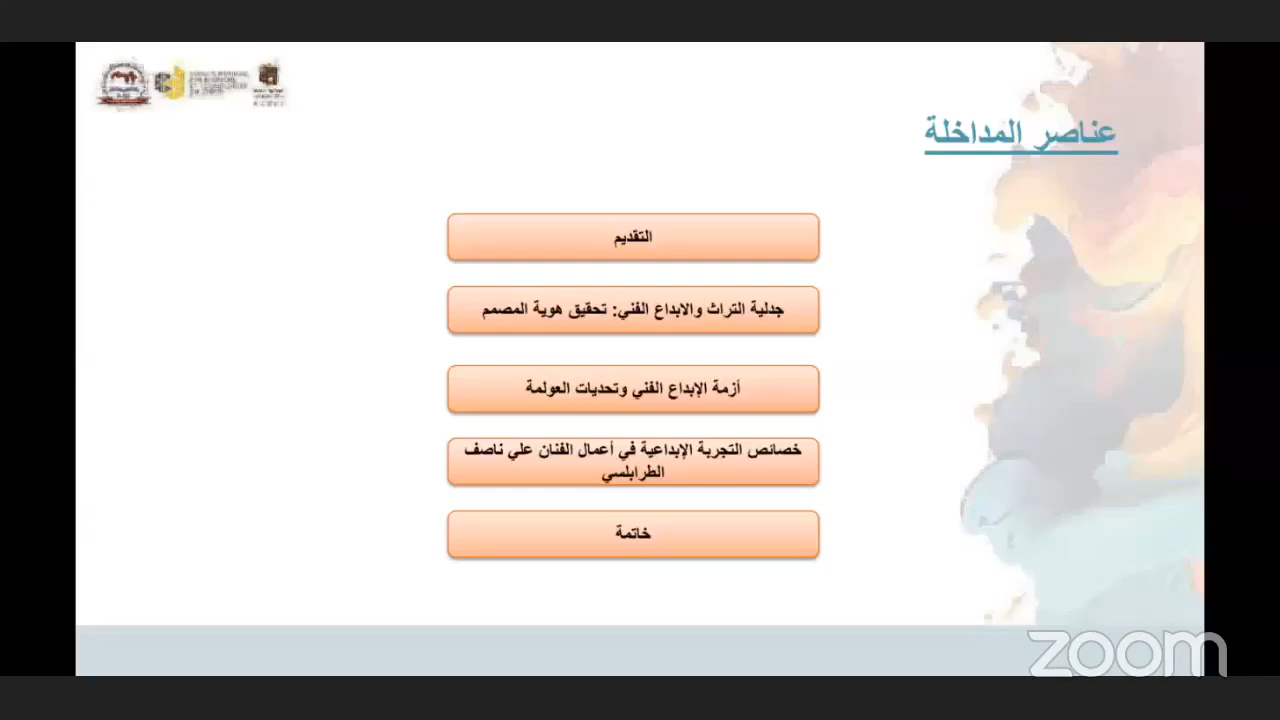 عناصر المداخلة
التقديم
جدلية التراث والابداع الفني: تحقيق هوية المصمم
أزمة الإبداع الفني وتحديات العولمة
خصائص التجربة الإبداعية في أعمال الفنان علي ناصف
الطرابلسي
خاتمة
zoom